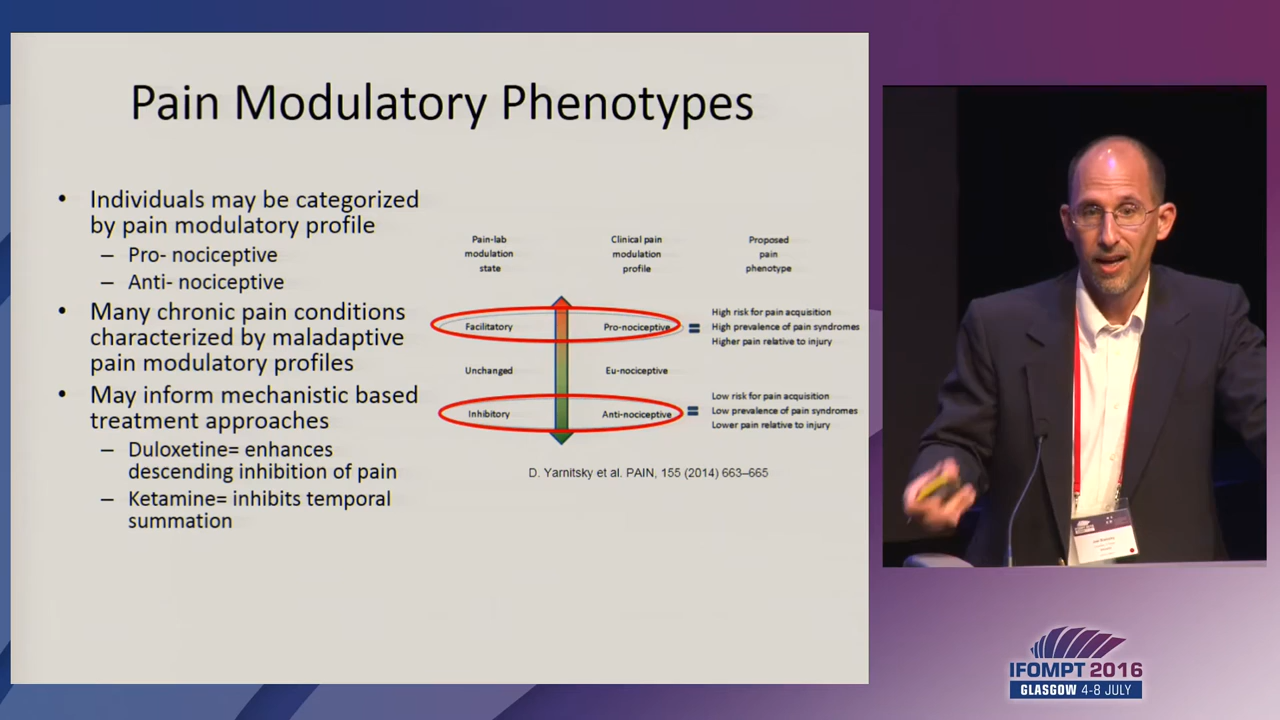 Pain Modulatory Phenotypes
• Individuals may be categorized
by pain modulatory profile
– Pro- nociceptive
– Anti- nociceptive
• Many chronic pain conditions
characterized by maladaptive
pain modulatory profiles
• May inform mechanistic based
treatment approaches
– Duloxetine= enhances
descending inhibition of pain
– Ketamine= inhibits temporal
summation
Pain-lab
modulation
state
Clinical pain
modulation
profile
Proposed
pain
phenotype
Facilitatory
Pro-nociceptive
=
High risk for pain acquisition
High prevalence of pain syndromes
Higher pain relative to injury
Unchanged
Eu-nociceptive
Inhibitory
Anti-nociceptive
=
Low risk for pain acquisition
Low prevalence of pain syndromes
Lower pain relative to injury
D. Yarnitsky et al. PAIN, 155 (2014) 663–665
IFOMPT 2016
GLASGOW 4-8 JULY